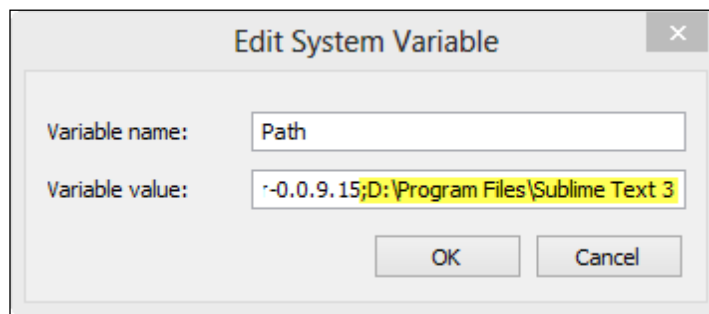 Edit System Variable
Variable name: Path
Variable value: r-0.0.9.15;D:\Program Files\Sublime Text 3
OK Cancel